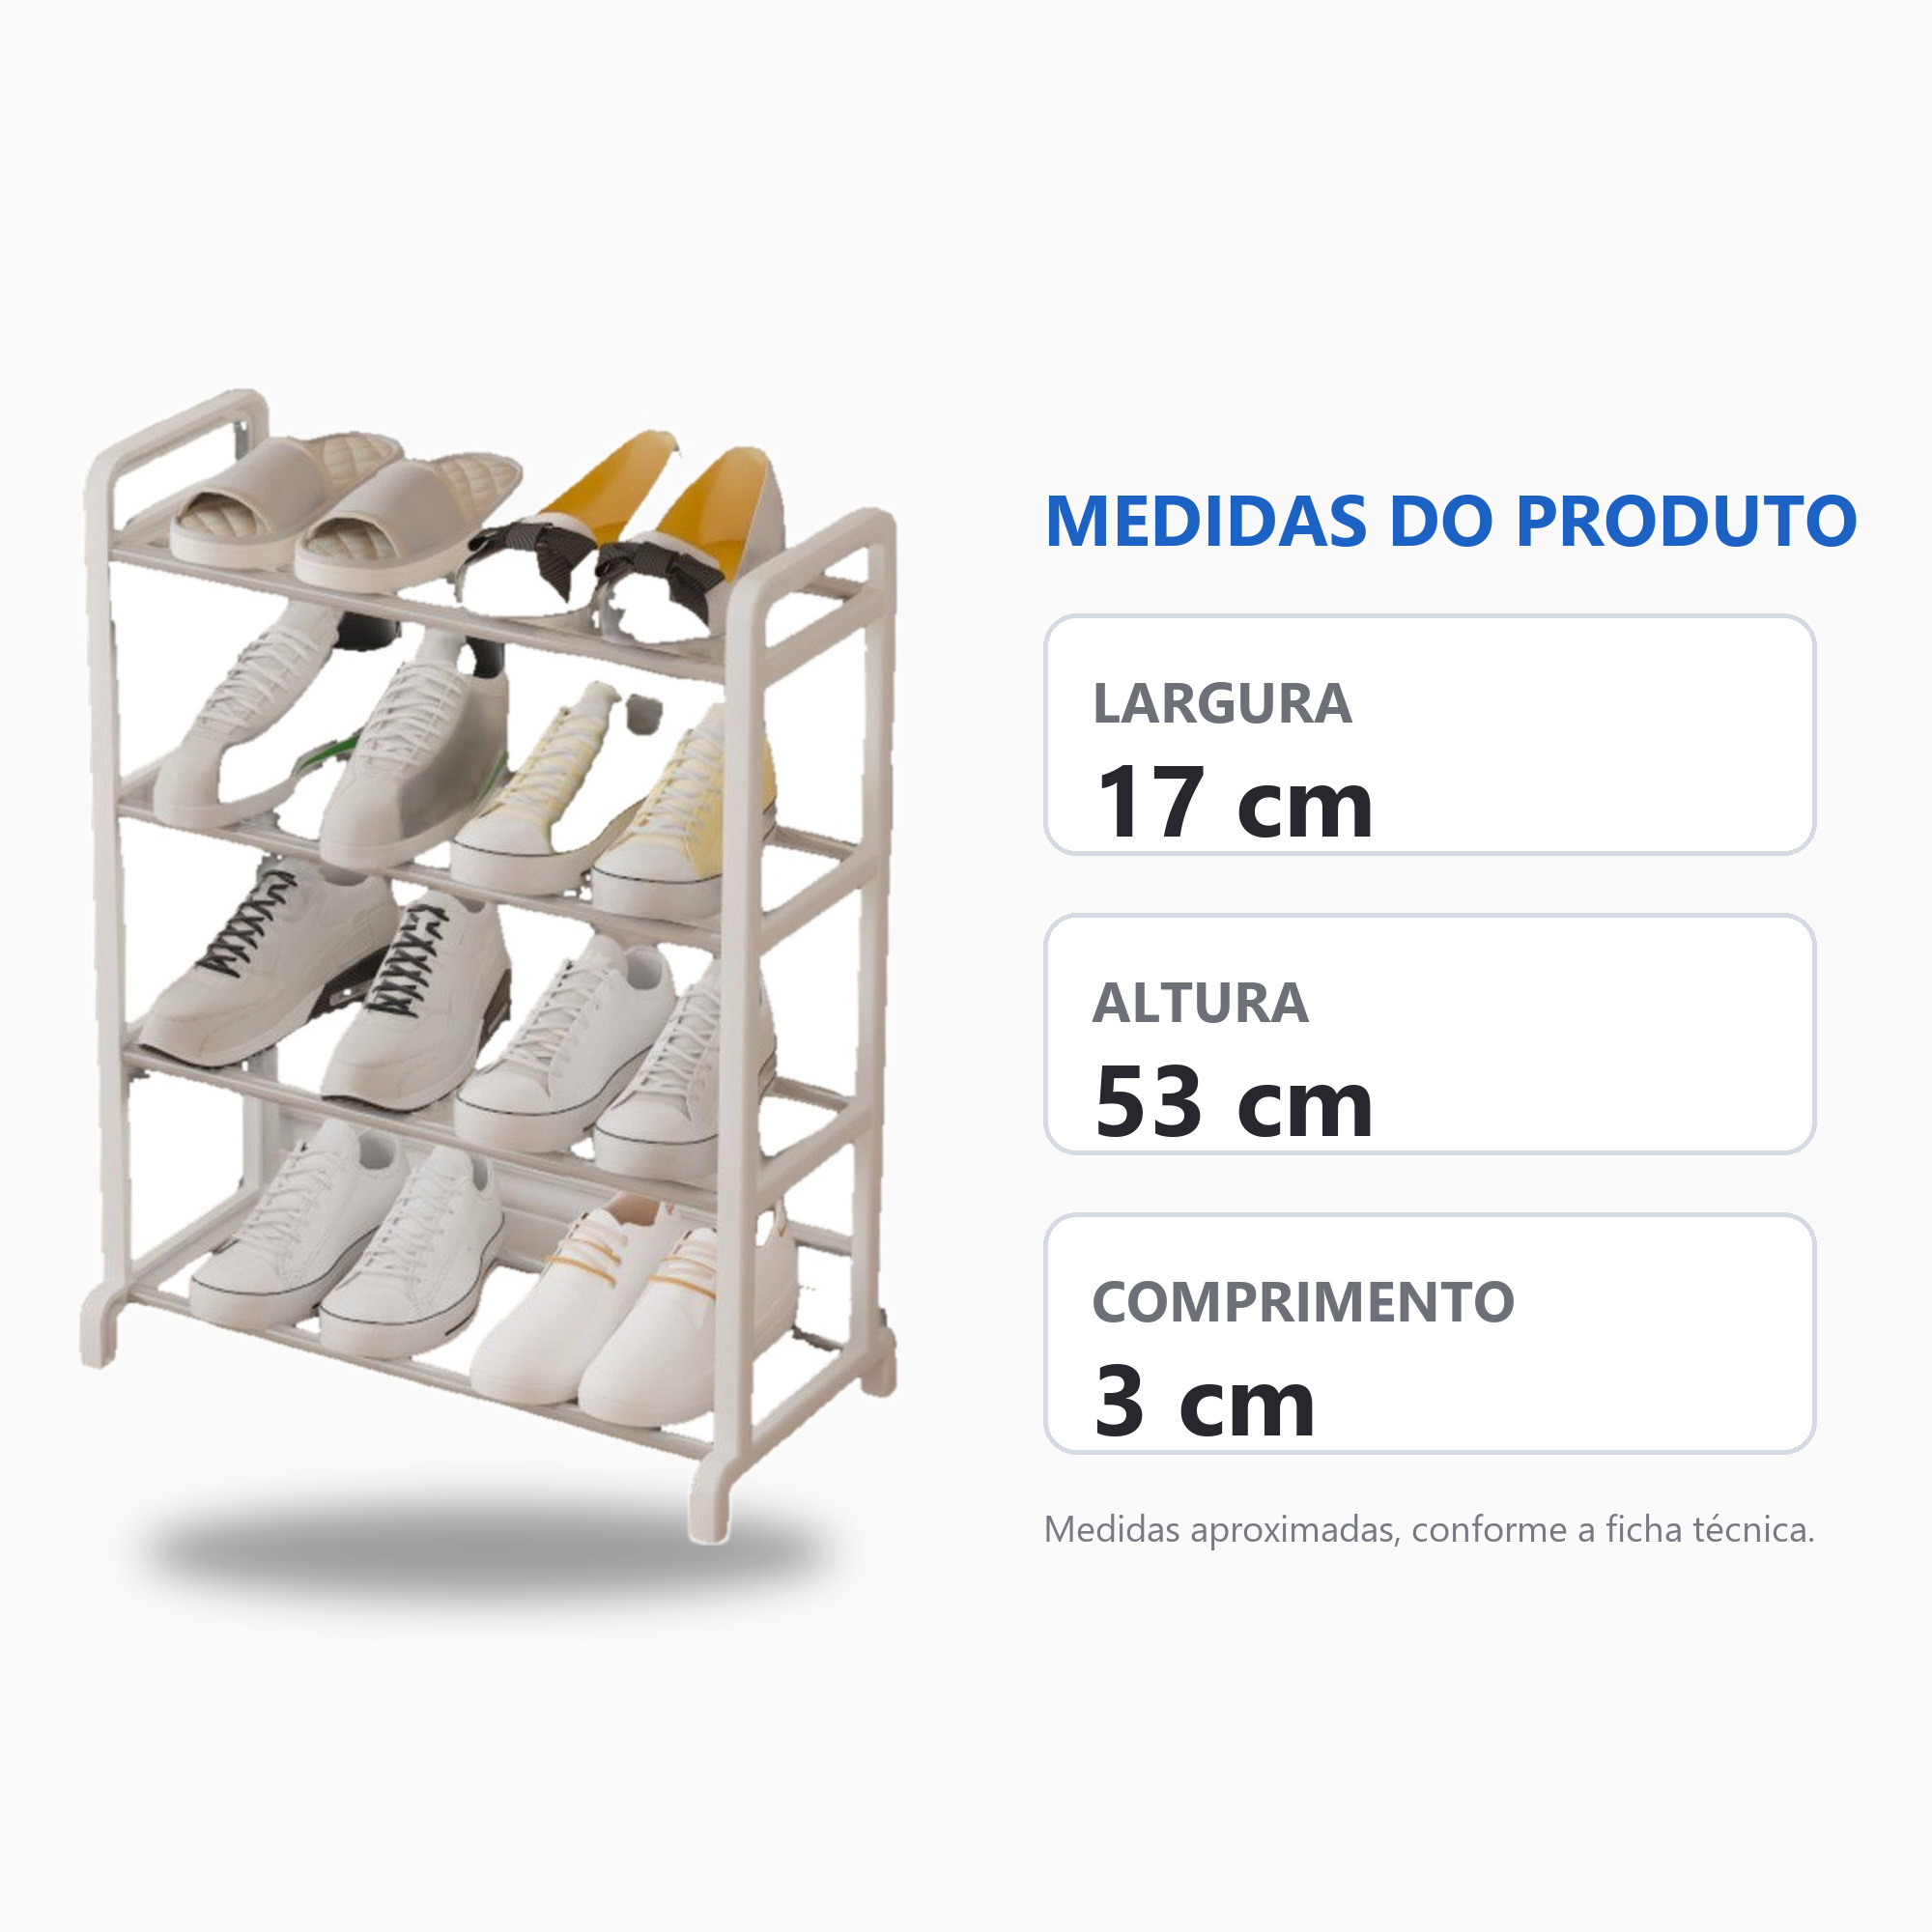 MEDIDAS DO PRODUTO
LARGURA
17 cm
ALTURA
53 cm
COMPRIMENTO
3 cm
Medidas aproximadas, conforme a ficha técnica.